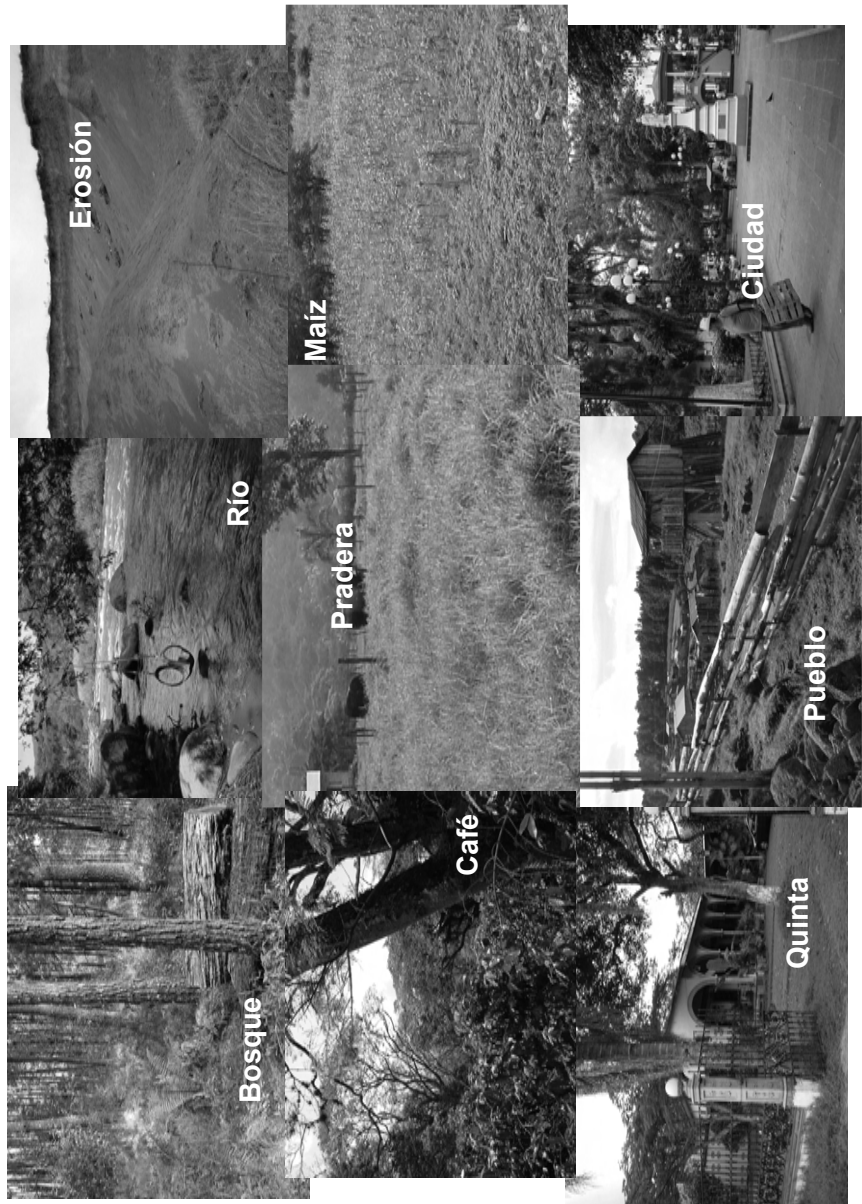 Bosque
Río
Erosión
Café
Pradera
Maíz
Quinta
Pueblo
Ciudad